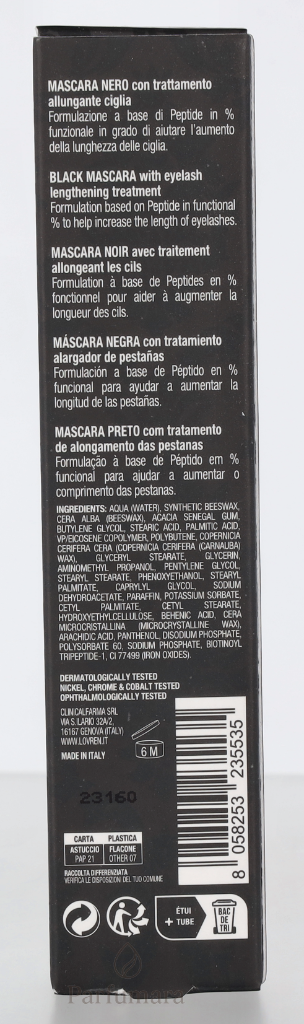 MASCARA NERO con trattamento
allungante ciglia
Formulazione a base di Peptide in %
funzionale in grado di aiutare l'aumento
della lunghezza delle ciglia.
BLACK MASCARA with eyelash
lengthening treatment
Formulation based on Peptide in functional
% to help increase the length of eyelashes.
MASCARA NOIR avec traitement
allongeant les cils
Formulation à base de Peptides en %
fonctionnel pour aider à augmenter la
longueur des cils.
MÁSCARA NEGRA con tratamiento
alargador de pestañas
Formulación a base de Péptido en %
funcional para ayudar a aumentar la
longitud de las pestañas.
MASCARA PRETO com tratamento
de alongamento das pestanas
Formulação à base de Péptido em %
funcional para ajudar a aumentar o
comprimento das pestanas.
INGREDIENTS: AQUA (WATER), SYNTHETIC BEESWAX,
CERA ALBA (BEESWAX), ACACIA SENEGAL GUM,
BUTYLENE GLYCOL, STEARIC ACID, PALMITIC ACID,
VP/EICOSENE COPOLYMER, POLYBUTENE, COPERNICIA
CERIFERA CERA (COPERNICIA CERIFERA (CARNAUBA)
WAX), GLYCERYL STEARATE, GLYCERIN,
AMINOMETHYL PROPANOL, PENTYLENE GLYCOL,
STEARYL STEARATE, PHENOXYETHANOL, STEARYL
PALMITATE, CAPRYLYL GLYCOL, SODIUM
DEHYDROACETATE, PARAFFIN, POTASSIUM SORBATE,
CETYL PALMITATE, CETYL STEARATE,
HYDROXYETHYLCELLULOSE, BEHENIC ACID, CERA
MICROCRISTALLINA (MICROCRYSTALLINE WAX),
ARACHIDIC ACID, PANTHENOL, DISODIUM PHOSPHATE,
POLYSORBATE 60, SODIUM PHOSPHATE, BIOTINOYL
TRIPEPTIDE-1, CI 77499 (IRON OXIDES).
DERMATOLOGICALLY TESTED
NICKEL, CHROME & COBALT TESTED
OPHTHALMOLOGICALLY TESTED
CLINICALFARMA SRL
VIA S. ILARIO 32A/2,
16167 GENOVA (ITALY)
WWW.LOVREN.IT
MADE IN ITALY
6 M
8 058253 235535
23160
CARTA PLASTICA
ASTUCCIO FLACONE
PAP 21 OTHER 07
RACCOLTA DIFFERENZIATA
VERIFICA LE DISPOSIZIONI DEL TUO COMUNE
ÉTUI
+ TUBE
BAC
DE
TRI
Parfumaru